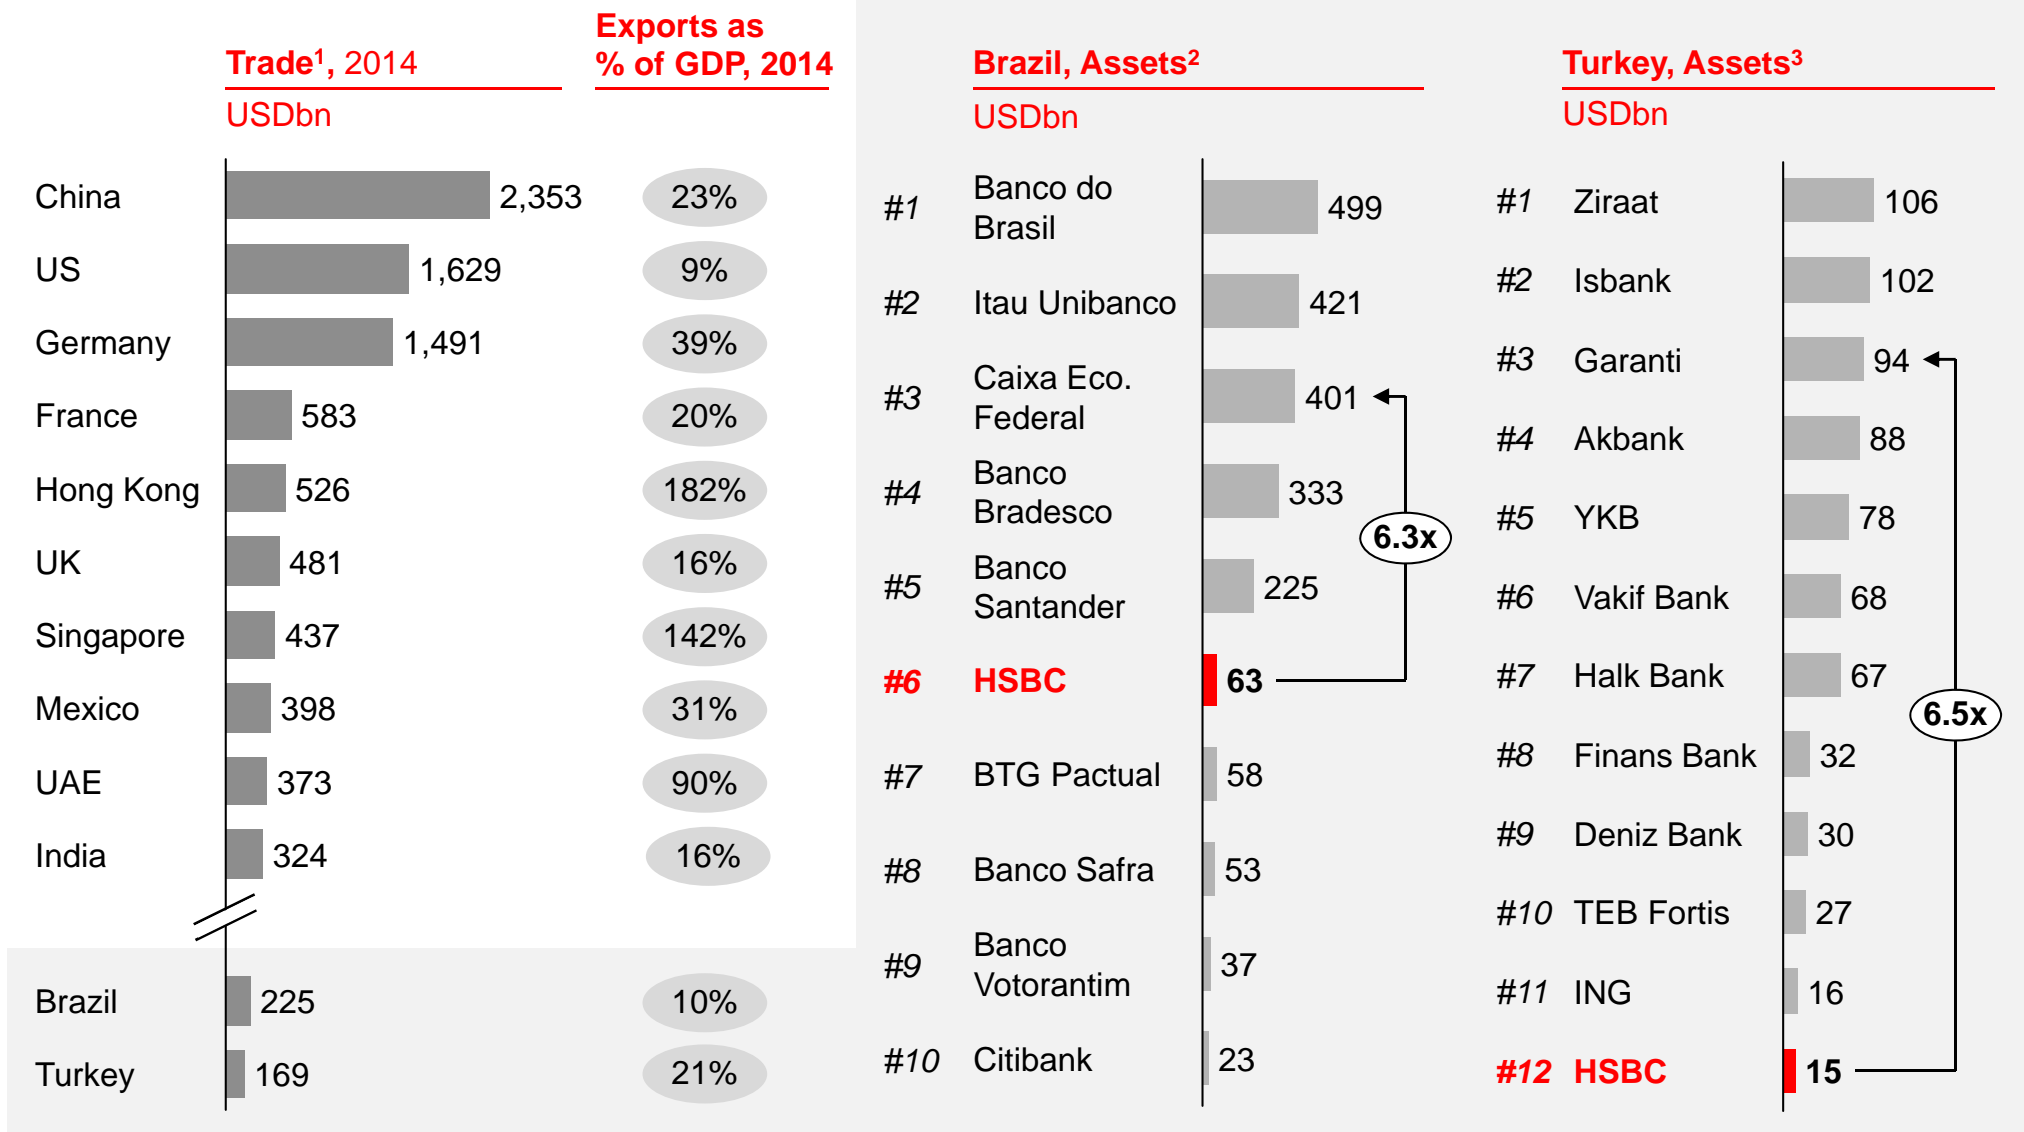 Trade¹, 2014
USDbn
Exports as
% of GDP, 2014
China 2,353 23%
US 1,629 9%
Germany 1,491 39%
France 583 20%
Hong Kong 526 182%
UK 481 16%
Singapore 437 142%
Mexico 398 31%
UAE 373 90%
India 324 16%
Brazil 225 10%
Turkey 169 21%
Brazil, Assets²
USDbn
#1 Banco do
Brasil 499
#2 Itau Unibanco 421
#3 Caixa Eco.
Federal 401
#4 Banco
Bradesco 333
#5 Banco
Santander 225
#6 HSBC 63
6.3x
#7 BTG Pactual 58
#8 Banco Safra 53
#9 Banco
Votorantim 37
#10 Citibank 23
Turkey, Assets³
USDbn
#1 Ziraat 106
#2 Isbank 102
#3 Garanti 94
#4 Akbank 88
#5 YKB 78
#6 Vakif Bank 68
#7 Halk Bank 67
6.5x
#8 Finans Bank 32
#9 Deniz Bank 30
#10 TEB Fortis 27
#11 ING 16
#12 HSBC 15